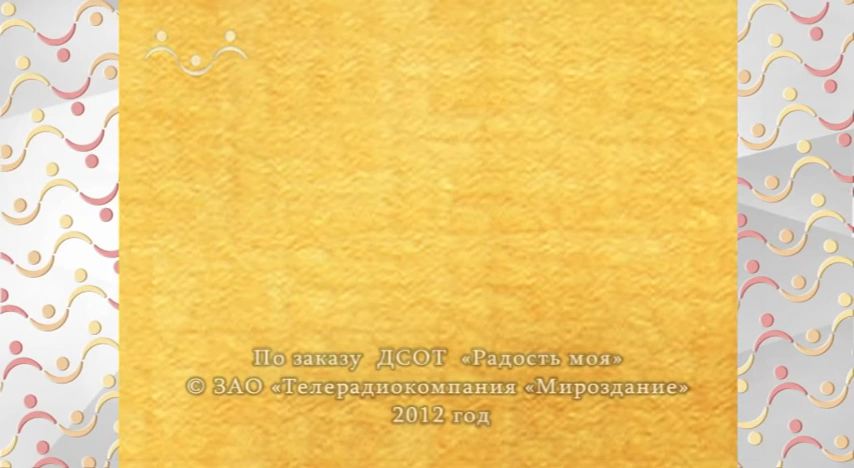 По заказу ДСОТ «Радость моя»
© ЗАО «Телерадиокомпания «Мироздание»
2012 год